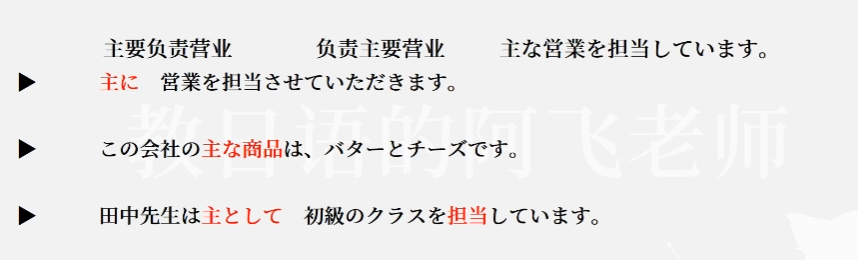 主要负责营业 负责主要营业 主な営業を担当しています。
▶ 主に 営業を担当させていただきます。
教日语的阿飞老师
▶ この会社の主な商品は、バターとチーズです。
▶ 田中先生は主として 初級のクラスを担当しています。